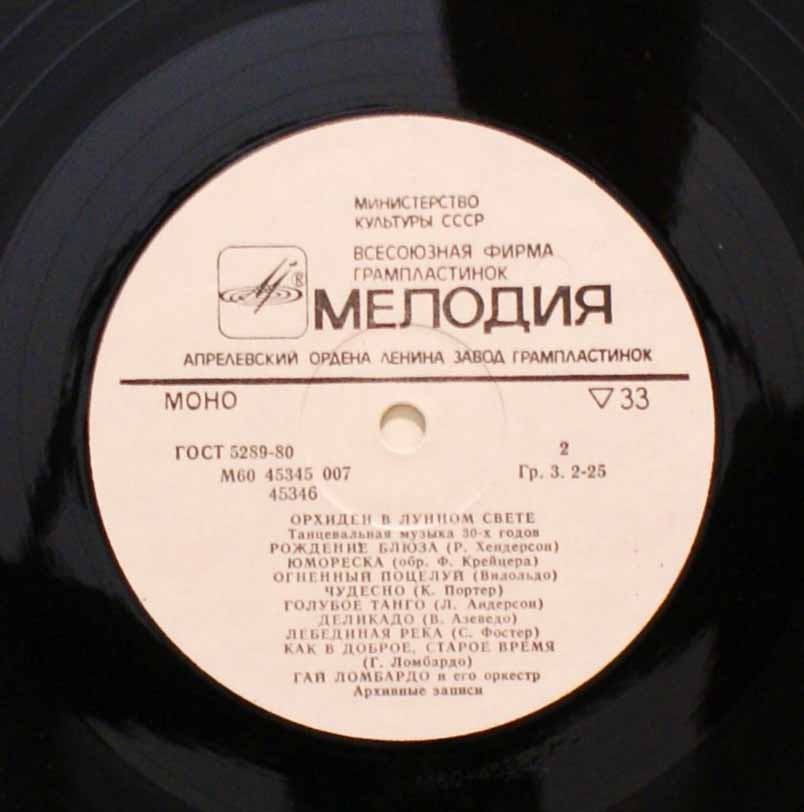 МИНИСТЕРСТВО
КУЛЬТУРЫ СССР
ВСЕСОЮЗНАЯ ФИРМА
ГРАМПЛАСТИНОК
®
МЕЛОДИЯ
АПРЕЛЕВСКИЙ ОРДЕНА ЛЕНИНА ЗАВОД ГРАМПЛАСТИНОК
МОНО ▽ 33
ГОСТ 5289-80 2
М60 45345 007 Гр. 3. 2-25
45346
ОРХИДЕИ В ЛУННОМ СВЕТЕ
Танцевальная музыка 30-х годов
РОЖДЕНИЕ БЛЮЗА (Р. Хендерсон)
ЮМОРЕСКА (обр. Ф. Крейцера)
ОГНЕННЫЙ ПОЦЕЛУЙ (Вилольдо)
ЧУДЕСНО (К. Портер)
ГОЛУБОЕ ТАНГО (Л. Андерсон)
ДЕЛИКАДО (В. Азеведо)
ЛЕБЕДИНАЯ РЕКА (С. Фостер)
КАК В ДОБРОЕ, СТАРОЕ ВРЕМЯ
(Г. Ломбардо)
ГАЙ ЛОМБАРДО и его оркестр
Архивные записи